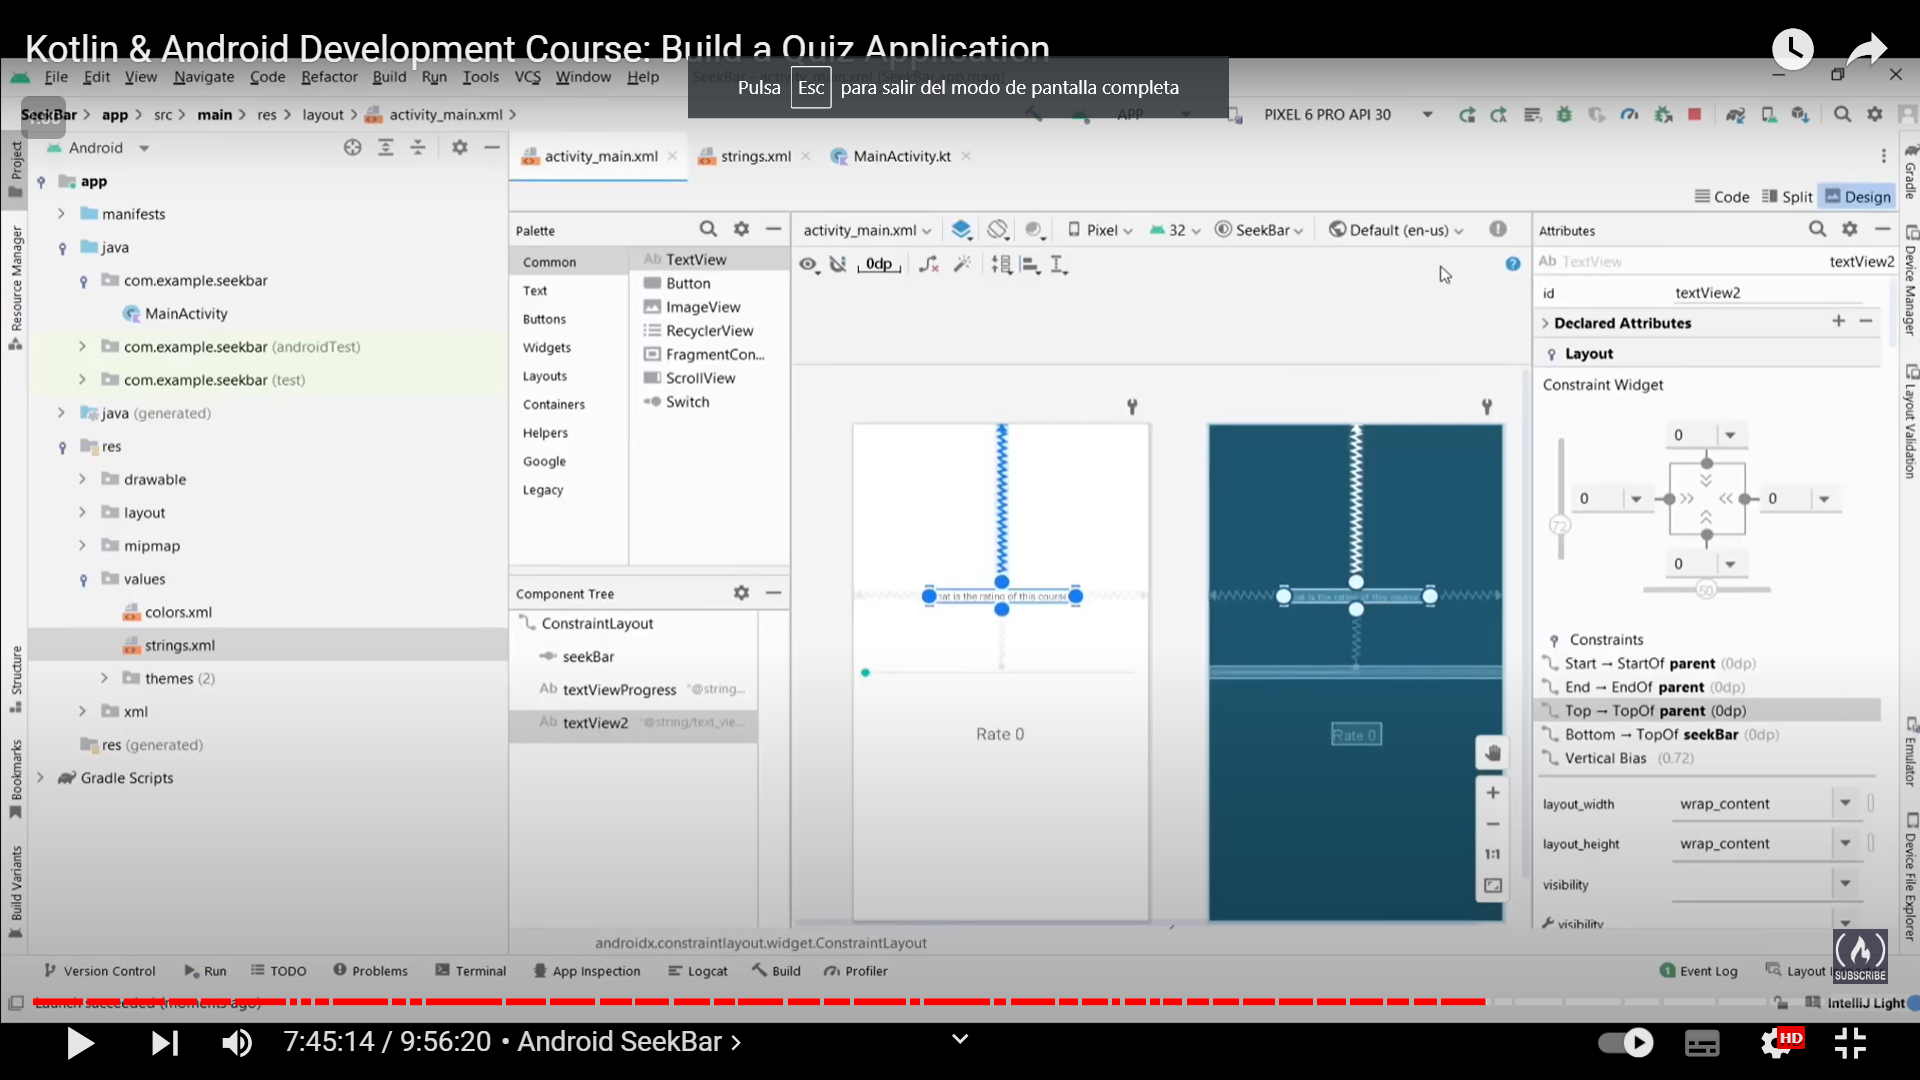 Kotlin & Android Development Course: Build a Quiz Application
File Edit View Navigate Code Refactor Build Run Tools VCS Window Help
Pulsa Esc para salir del modo de pantalla completa
SeekBar app src main res layout activity_main.xml
APP PIXEL 6 PRO API 30
Project
Android
activity_main.xml strings.xml MainActivity.kt
Gradle
app
Code Split Design
manifests
Resource Manager
java
Palette
activity_main.xml Pixel 32 SeekBar Default (en-us)
Attributes
Common
Text
Buttons
Widgets
Layouts
Containers
Helpers
Google
Legacy
Ab TextView
Button
ImageView
RecyclerView
FragmentCon...
ScrollView
Switch
0dp
Ab TextView textView2
Device Manager
com.example.seekbar
MainActivity
com.example.seekbar (androidTest)
com.example.seekbar (test)
java (generated)
res
drawable
layout
mipmap
values
colors.xml
strings.xml
themes (2)
xml
res (generated)
Gradle Scripts
id textView2
Declared Attributes
Layout
Constraint Widget
Layout Validation
0
0 0
72
0
50
Component Tree
ConstraintLayout
seekBar
Ab textViewProgress "@string...
Ab textView2 "@string/text_vie...
at is the rating of this course
at is the rating of this course
Rate 0
Rate 0
1:1
Constraints
Start → StartOf parent (0dp)
End → EndOf parent (0dp)
Top → TopOf parent (0dp)
Bottom → TopOf seekBar (0dp)
Vertical Bias (0.72)
layout_width wrap_content
layout_height wrap_content
visibility
visibility
Structure
Bookmarks
Build Variants
Emulator
Device File Explorer
androidx.constraintlayout.widget.ConstraintLayout
SUBSCRIBE
Version Control Run TODO Problems Terminal App Inspection Logcat Build Profiler
1 Event Log Layout
Launch succeeded (moments ago)
IntelliJ Light
7:45:14 / 9:56:20 • Android SeekBar
HD